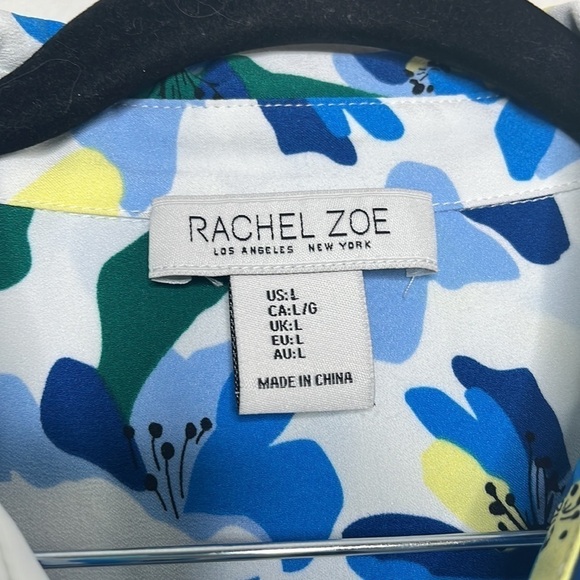 RACHEL ZOE
LOS ANGELES NEW YORK
US:L
CA:L/G
UK:L
EU:L
AU:L
MADE IN CHINA